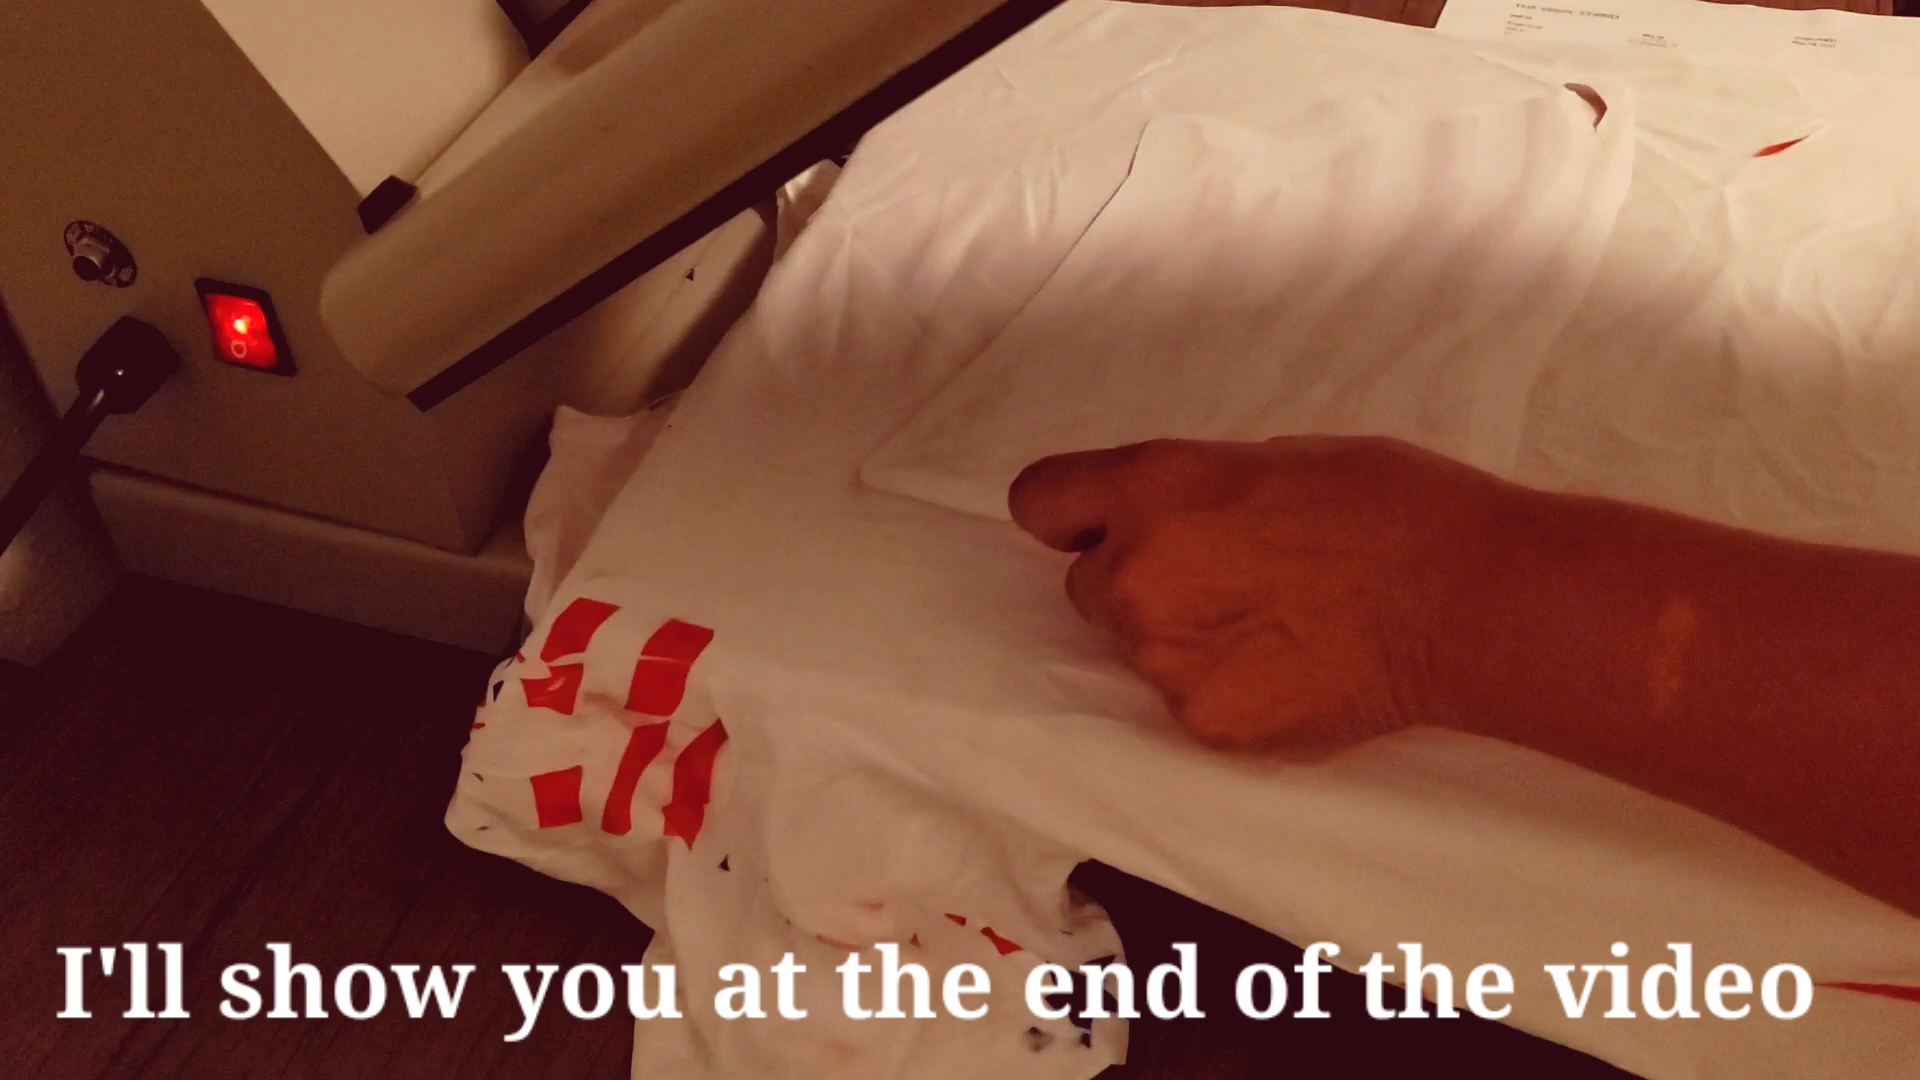 I'll show you at the end of the video